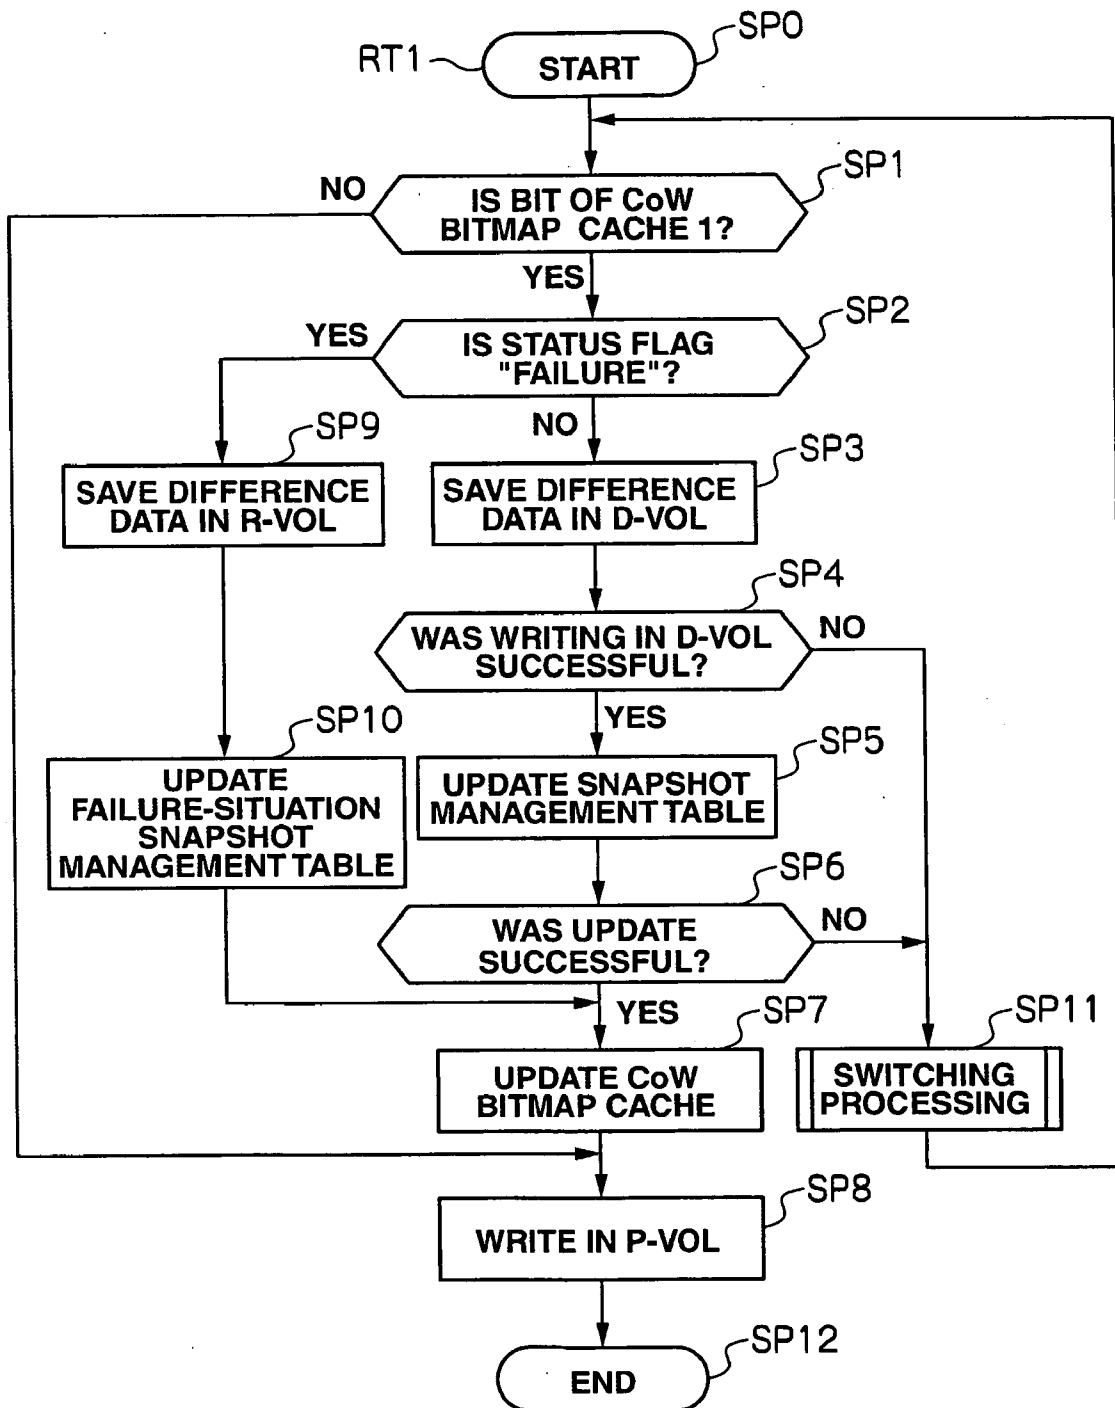 SP0
RT1
START
SP1
NO
IS BIT OF CoW
BITMAP CACHE 1?
YES
SP2
YES
IS STATUS FLAG
"FAILURE"?
NO
SP9
SP3
SAVE DIFFERENCE
DATA IN R-VOL
SAVE DIFFERENCE
DATA IN D-VOL
SP4
WAS WRITING IN D-VOL
SUCCESSFUL?
NO
YES
SP10
SP5
UPDATE
FAILURE-SITUATION
SNAPSHOT
MANAGEMENT TABLE
UPDATE SNAPSHOT
MANAGEMENT TABLE
SP6
WAS UPDATE
SUCCESSFUL?
NO
YES
SP7
SP11
UPDATE CoW
BITMAP CACHE
SWITCHING
PROCESSING
SP8
WRITE IN P-VOL
SP12
END